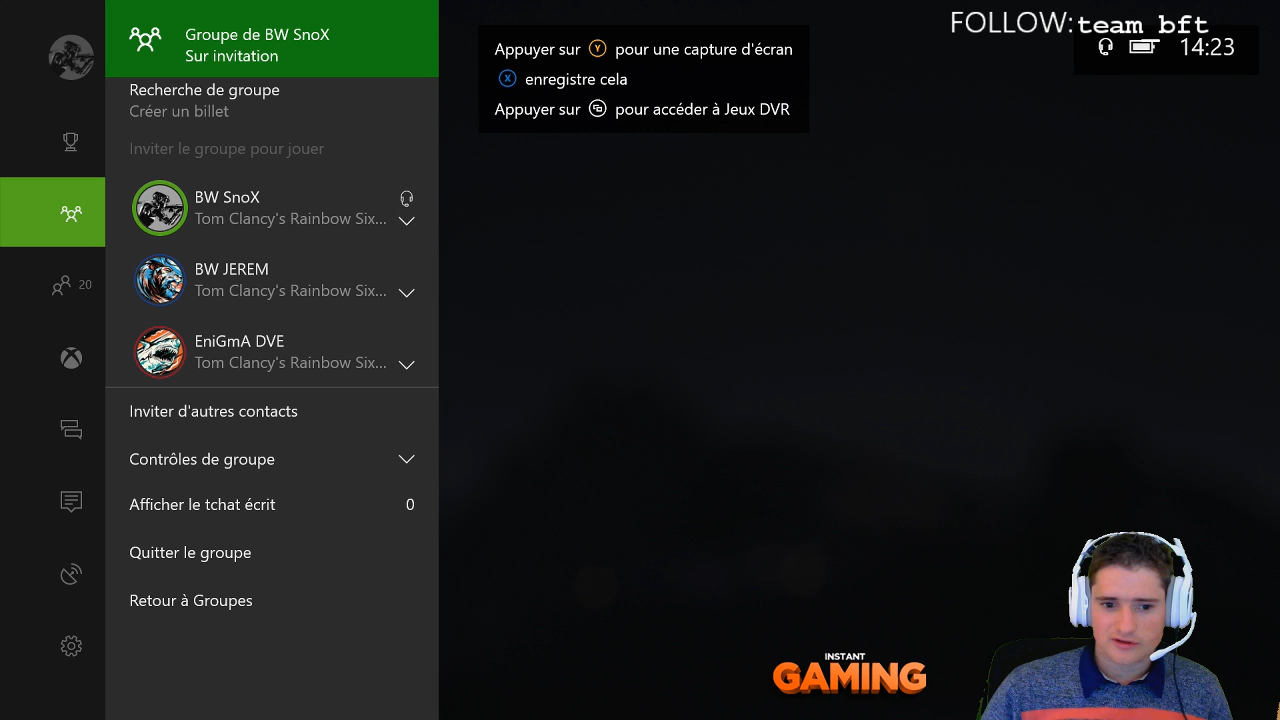 Groupe de BW SnoX
Sur invitation
Recherche de groupe
Créer un billet
Inviter le groupe pour jouer
BW SnoX
Tom Clancy's Rainbow Six...
BW JEREM
Tom Clancy's Rainbow Six...
EniGmA DVE
Tom Clancy's Rainbow Six...
Inviter d'autres contacts
Contrôles de groupe
Afficher le tchat écrit 0
Quitter le groupe
Retour à Groupes
20
Appuyer sur Y pour une capture d'écran
X enregistre cela
Appuyer sur pour accéder à Jeux DVR
FOLLOW: team bft
14:23
INSTANT
GAMING